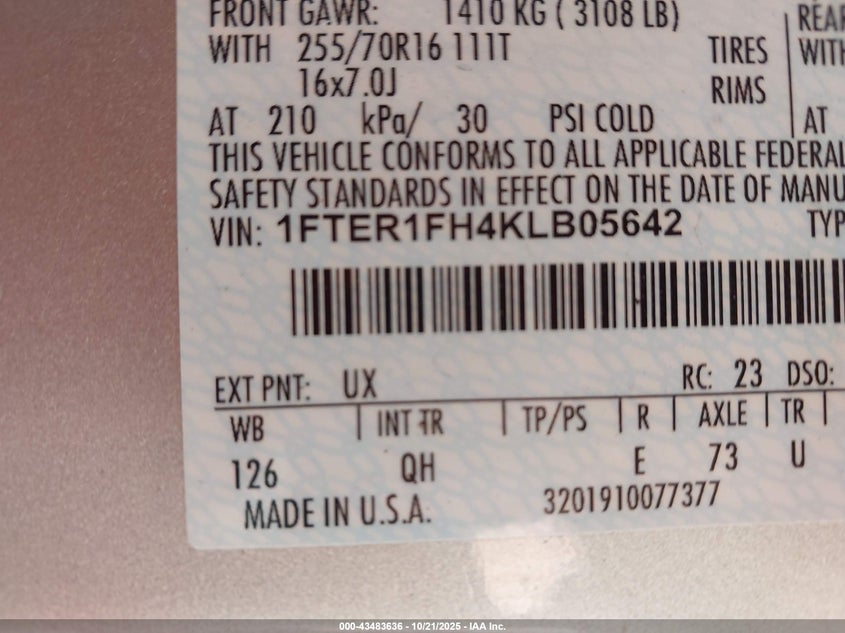 FRONT GAWR: 1410 KG ( 3108 LB)
WITH 255/70R16 111T TIRES
16x7.0J RIMS
AT 210 kPa/ 30 PSI COLD
REAR
WITH
AT
THIS VEHICLE CONFORMS TO ALL APPLICABLE FEDERAL
SAFETY STANDARDS IN EFFECT ON THE DATE OF MANU
VIN: 1FTER1FH4KLB05642 TYP
EXT PNT: UX RC: 23 DSO:
WB INT TR TP/PS R AXLE TR
126 QH E 73 U
MADE IN U.S.A. 3201910077377
000-43483636 - 10/21/2025 - IAA Inc.